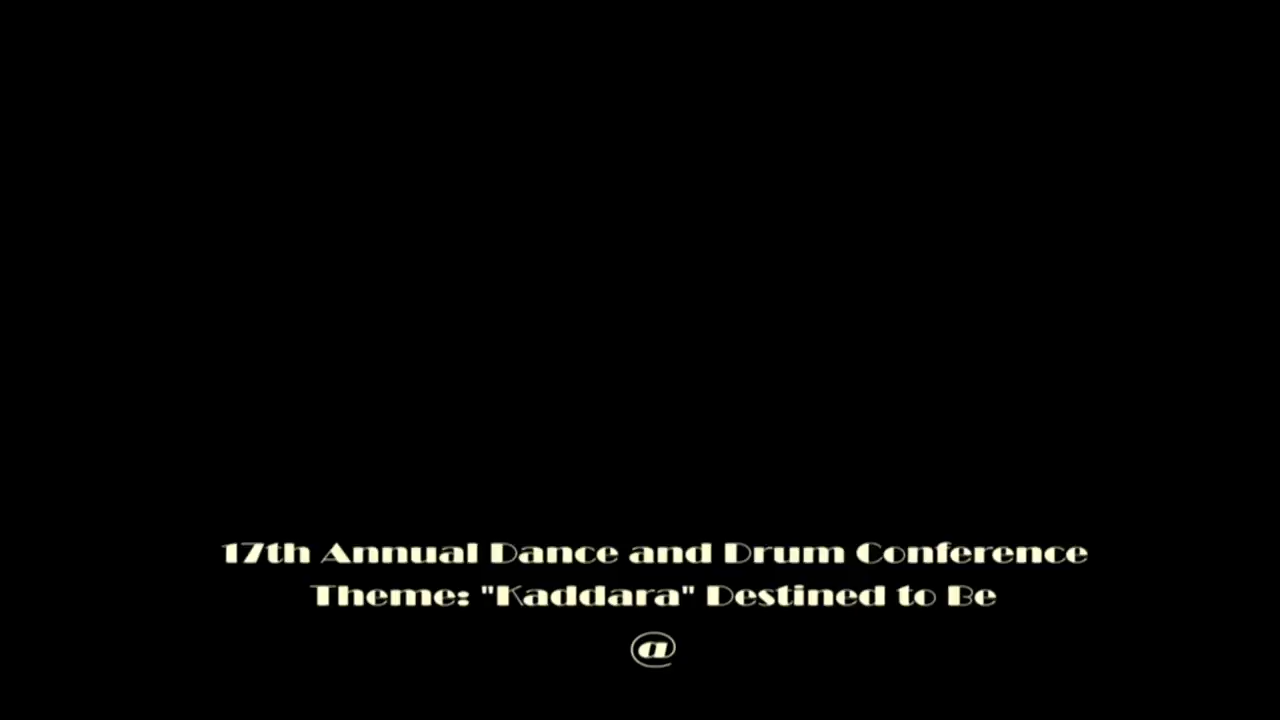 17th Annual Dance and Drum Conference
Theme: "Kaddara" Destined to Be
@